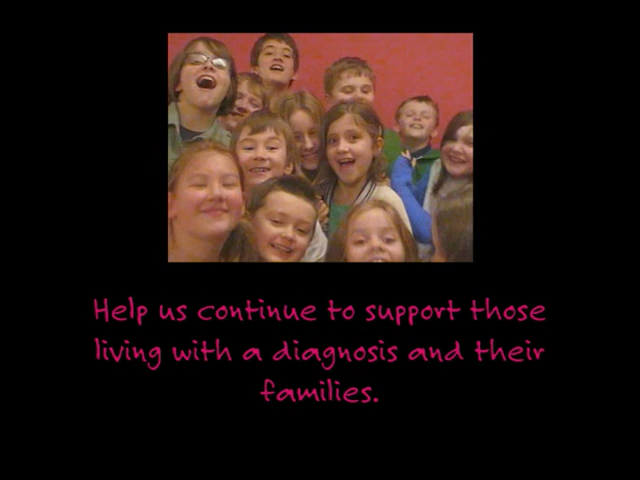 Help us continue to support those
living with a diagnosis and their
families.